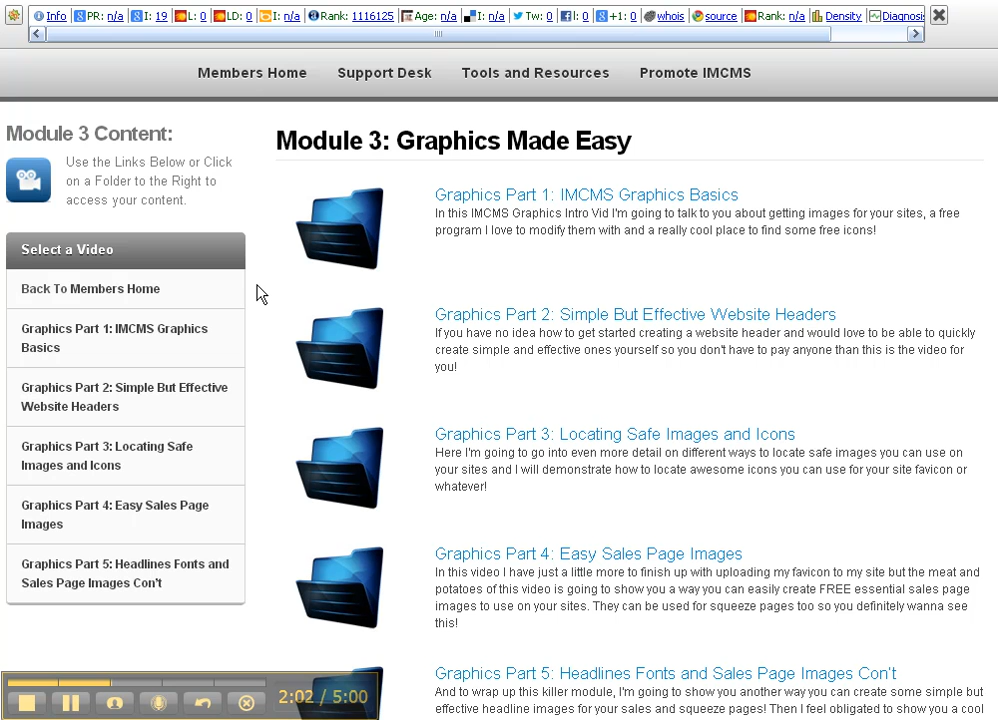 Info PR: n/a I: 19 L: 0 LD: 0 I: n/a Rank: 1116125 Age: n/a I: n/a Tw: 0 l: 0 +1: 0 whois source Rank: n/a Density Diagnosi
Members Home Support Desk Tools and Resources Promote IMCMS
Module 3 Content:
Use the Links Below or Click
on a Folder to the Right to
access your content.
Select a Video
Back To Members Home
Graphics Part 1: IMCMS Graphics
Basics
Graphics Part 2: Simple But Effective
Website Headers
Graphics Part 3: Locating Safe
Images and Icons
Graphics Part 4: Easy Sales Page
Images
Graphics Part 5: Headlines Fonts and
Sales Page Images Con't
Module 3: Graphics Made Easy
Graphics Part 1: IMCMS Graphics Basics
In this IMCMS Graphics Intro Vid I'm going to talk to you about getting images for your sites, a free
program I love to modify them with and a really cool place to find some free icons!
Graphics Part 2: Simple But Effective Website Headers
If you have no idea how to get started creating a website header and would love to be able to quickly
create simple and effective ones yourself so you don't have to pay anyone than this is the video for
you!
Graphics Part 3: Locating Safe Images and Icons
Here I'm going to go into even more detail on different ways to locate safe images you can use on
your sites and I will demonstrate how to locate awesome icons you can use for your site favicon or
whatever!
Graphics Part 4: Easy Sales Page Images
In this video I have just a little more to finish up with uploading my favicon to my site but the meat and
potatoes of this video is going to show you a way you can easily create FREE essential sales page
images to use on your sites. They can be used for squeeze pages too so you definitely wanna see
this!
Graphics Part 5: Headlines Fonts and Sales Page Images Con't
And to wrap up this killer module, I'm going to show you another way you can create some simple but
effective headline images for your sales and squeeze pages! Then I feel obligated to show you a cool
2:02 / 5:00